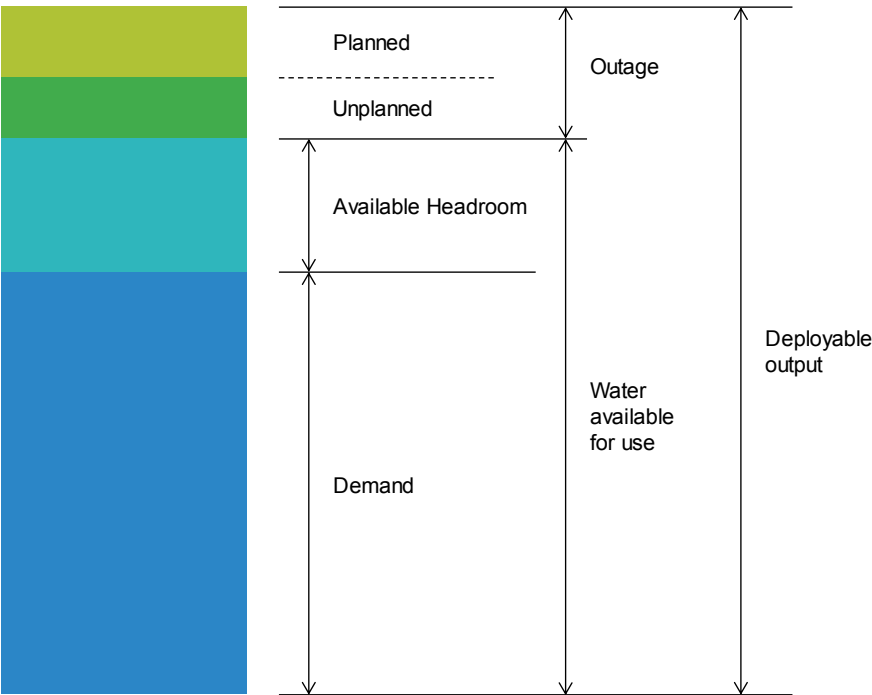 Planned
Outage
Unplanned
Available Headroom
Deployable
output
Water
available
for use
Demand